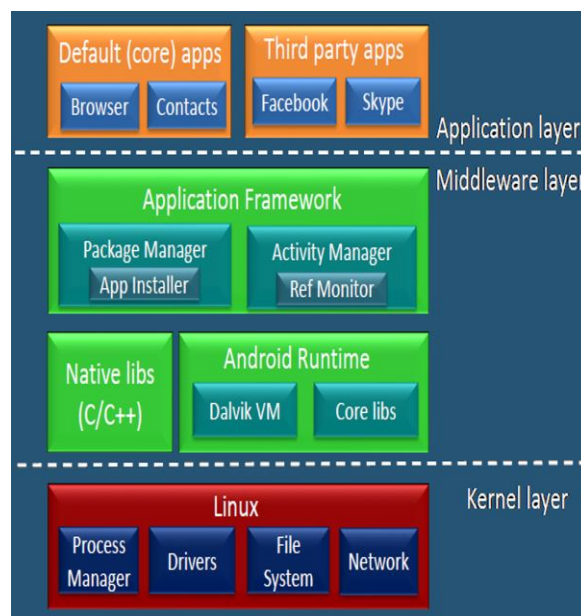 Default (core) apps
Browser
Contacts
Third party apps
Facebook
Skype
Application layer
Middleware layer
Application Framework
Package Manager
App Installer
Activity Manager
Ref Monitor
Native libs
(C/C++)
Android Runtime
Dalvik VM
Core libs
Kernel layer
Linux
Process
Manager
Drivers
File
System
Network